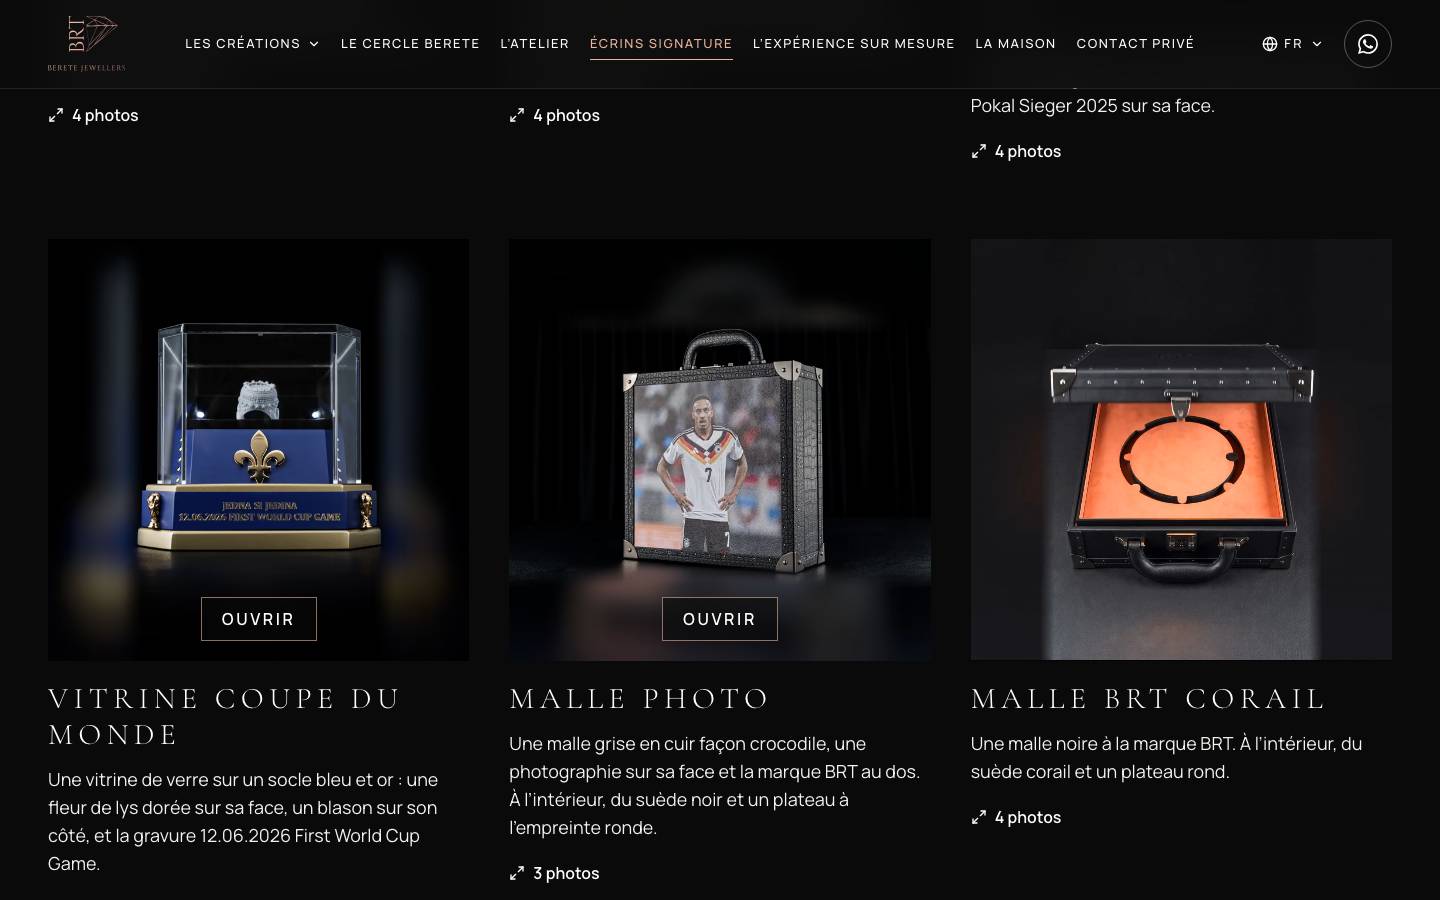 BRT
BERETE JEWELLERS
LES CRÉATIONS
LE CERCLE BERETE
L'ATELIER
ÉCRINS SIGNATURE
L'EXPÉRIENCE SUR MESURE
LA MAISON
CONTACT PRIVÉ
FR
4 photos
4 photos
Pokal Sieger 2025 sur sa face.
4 photos
JEDNA SI JEDINA
12.06.2026 FIRST WORLD CUP GAME
7
7
OUVRIR
OUVRIR
VITRINE COUPE DU
MONDE
Une vitrine de verre sur un socle bleu et or : une
fleur de lys dorée sur sa face, un blason sur son
côté, et la gravure 12.06.2026 First World Cup
Game.
MALLE PHOTO
Une malle grise en cuir façon crocodile, une
photographie sur sa face et la marque BRT au dos.
À l'intérieur, du suède noir et un plateau à
l'empreinte ronde.
3 photos
MALLE BRT CORAIL
Une malle noire à la marque BRT. À l'intérieur, du
suède corail et un plateau rond.
4 photos